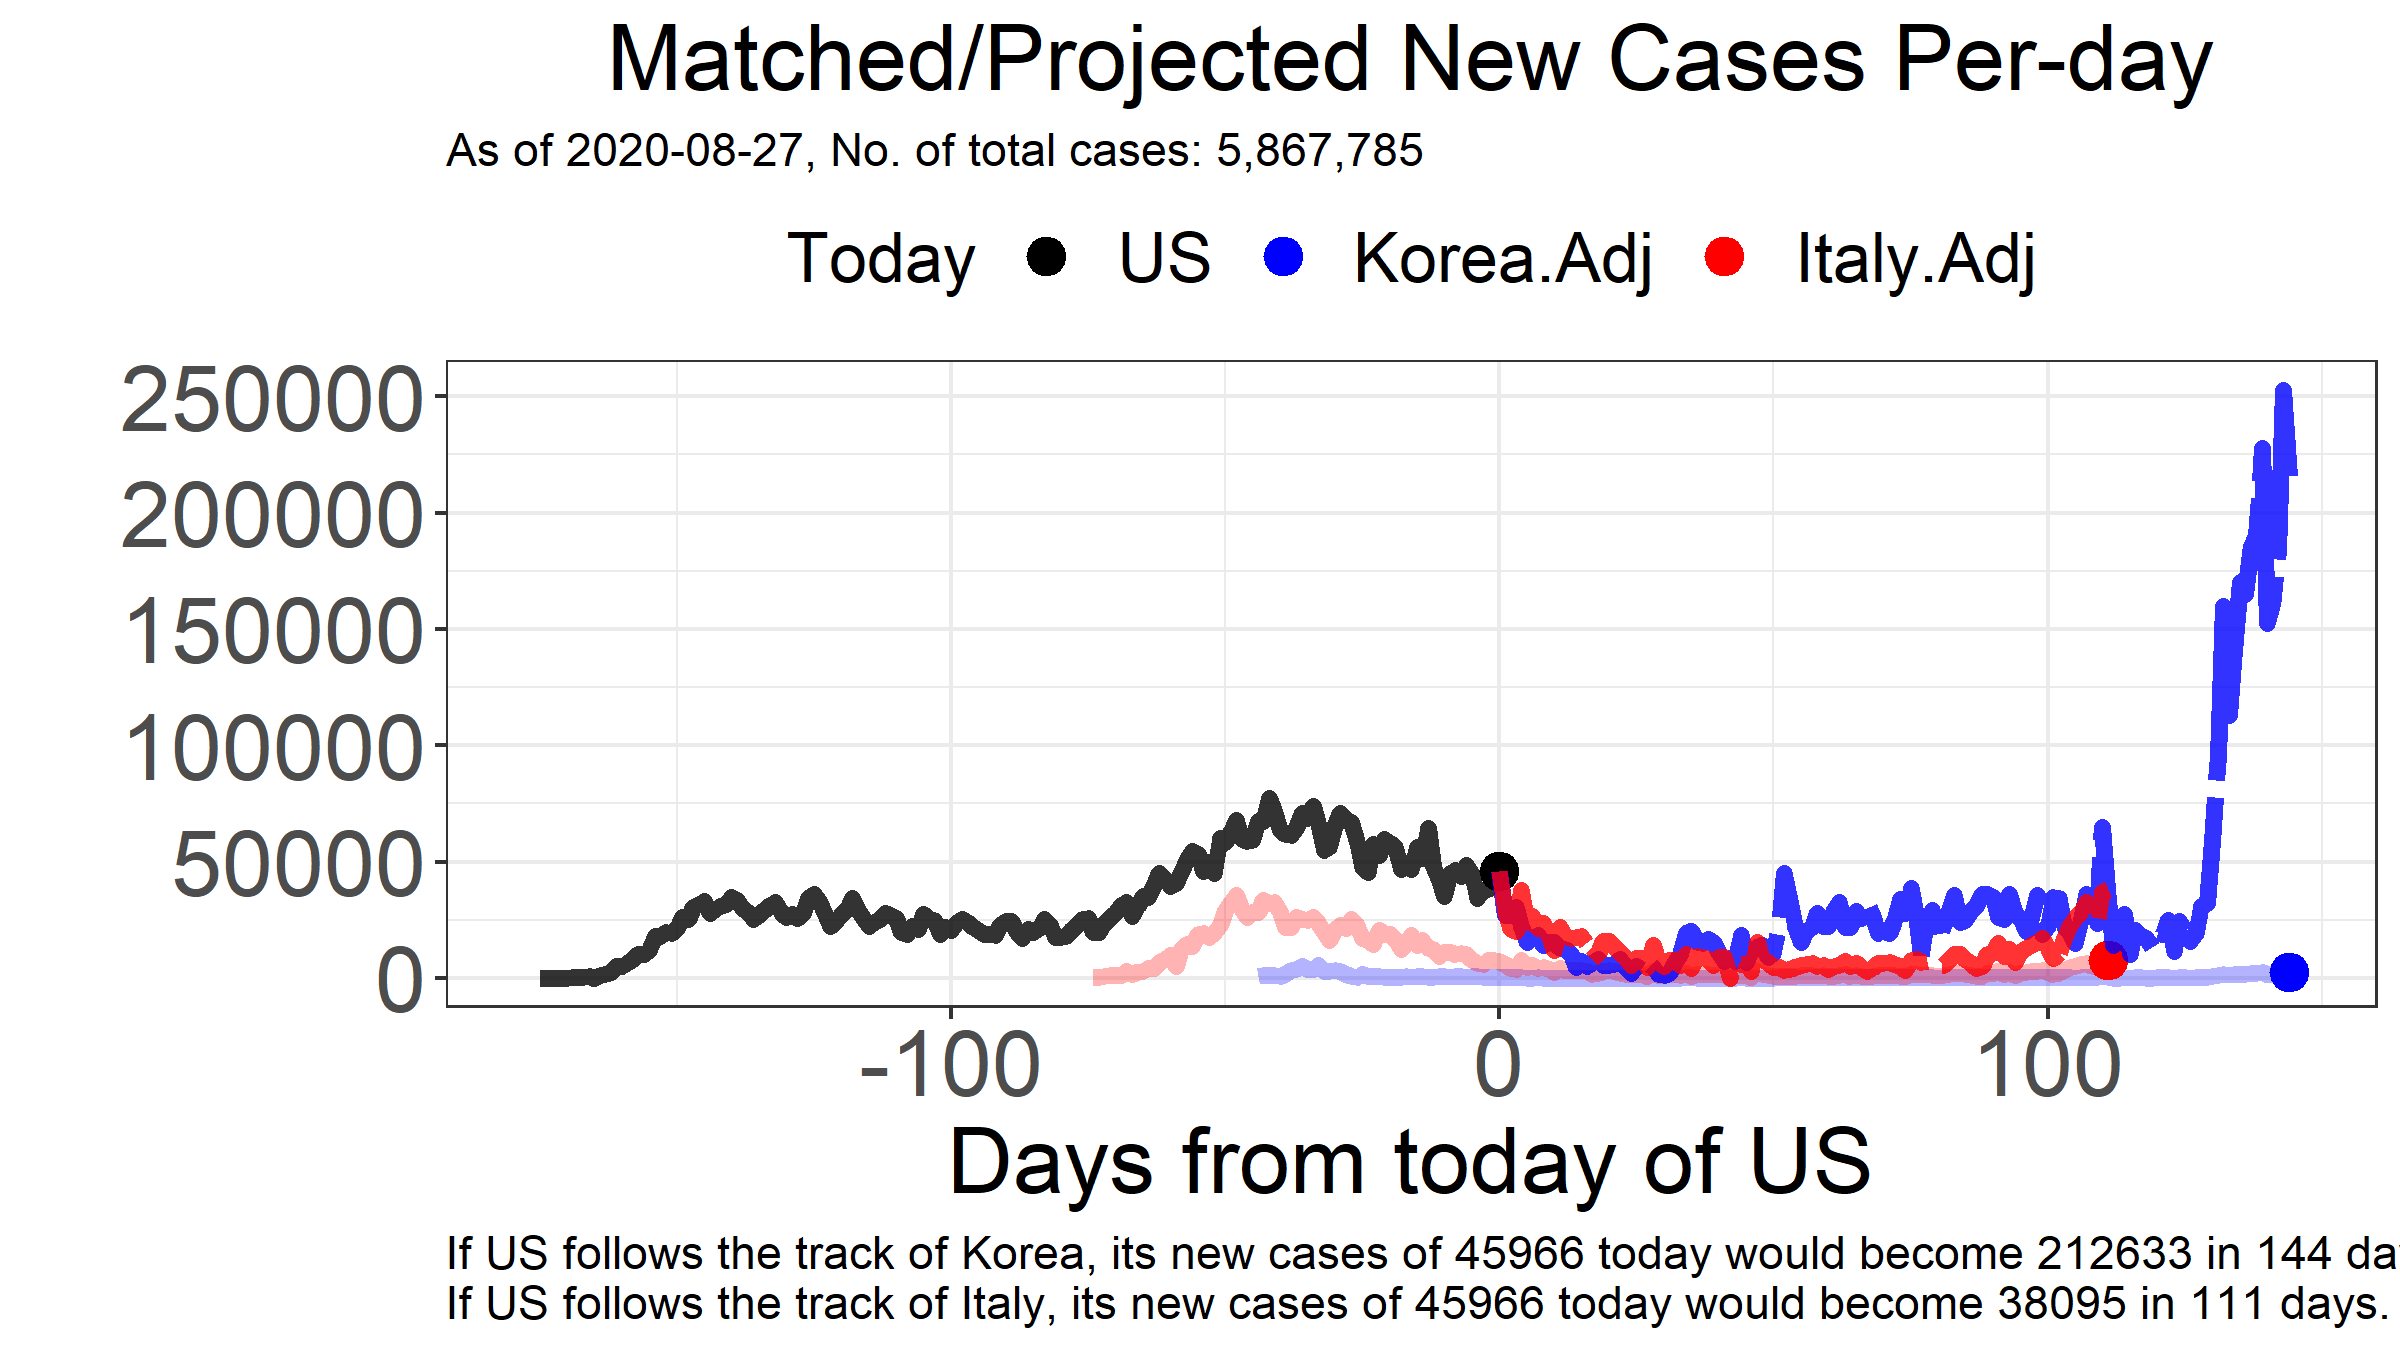 Matched/Projected New Cases Per-day
As of 2020-08-27, No. of total cases: 5,867,785
Today US Korea.Adj Italy.Adj
250000
200000
150000
100000
50000
0
-100 0 100
Days from today of US
If US follows the track of Korea, its new cases of 45966 today would become 212633 in 144 da
If US follows the track of Italy, its new cases of 45966 today would become 38095 in 111 days.